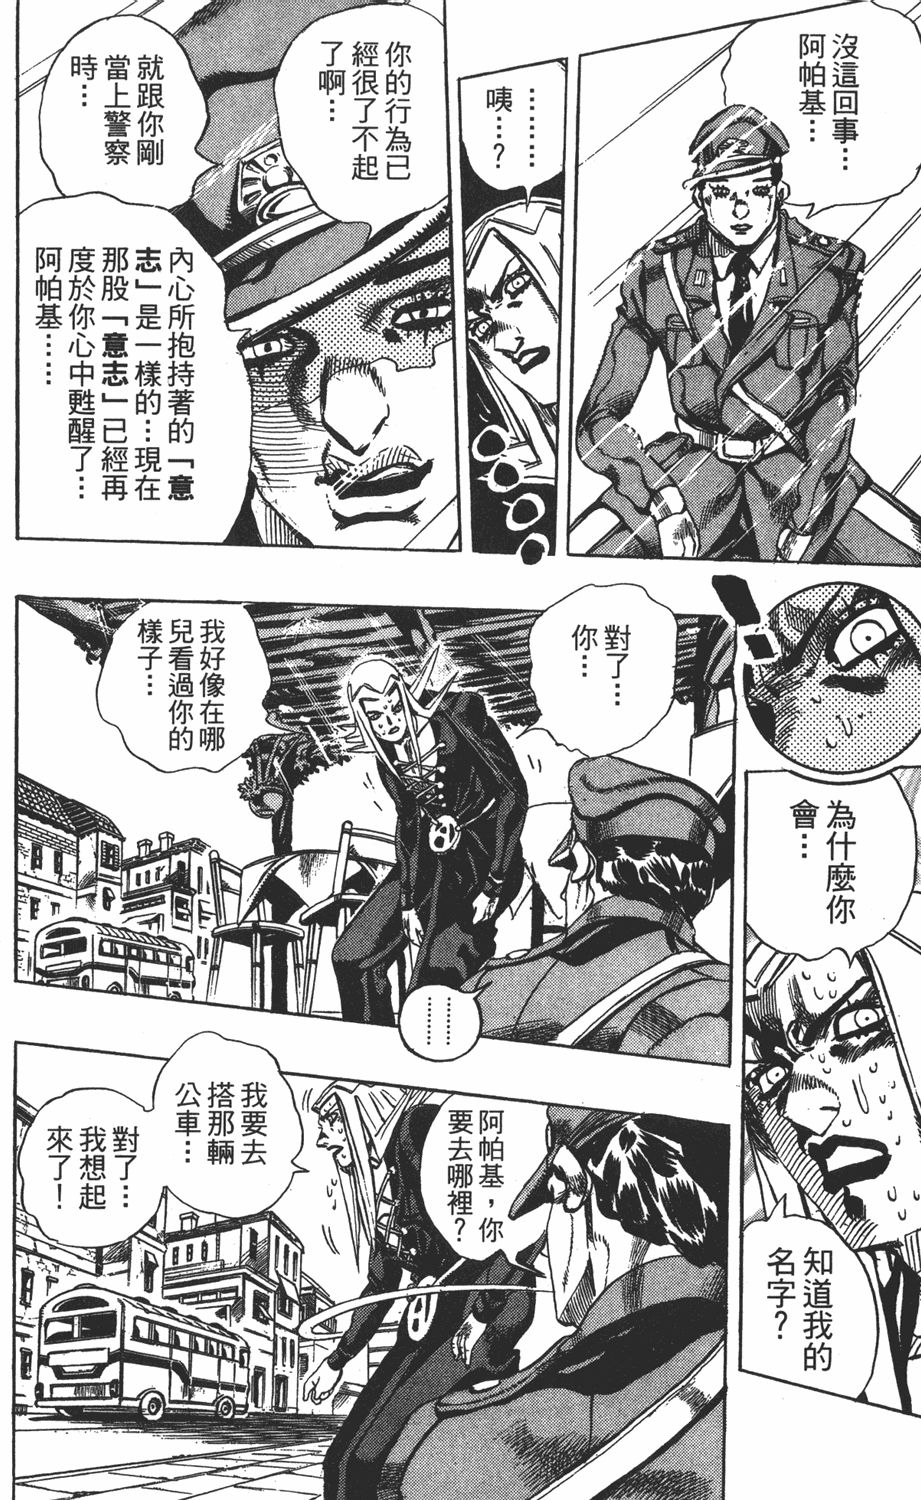 沒這回事⋯
阿帕基⋯
⋯⋯⋯
咦⋯?
你的行為已
經很了不起
了啊⋯
就跟你剛
當上警察
時⋯
內心所抱持著的「意
志」是一樣的⋯現在
那股「意志」已經再
度於你心中甦醒了⋯
阿帕基⋯⋯
為什麼你
會⋯
知道我的
名字?
對了⋯
你⋯
我好像在哪
兒看過你的
樣子⋯
⋯⋯⋯
阿帕基，你
要去哪裡?
我要去
搭那輛
公車⋯
對了⋯
我想起
來了!